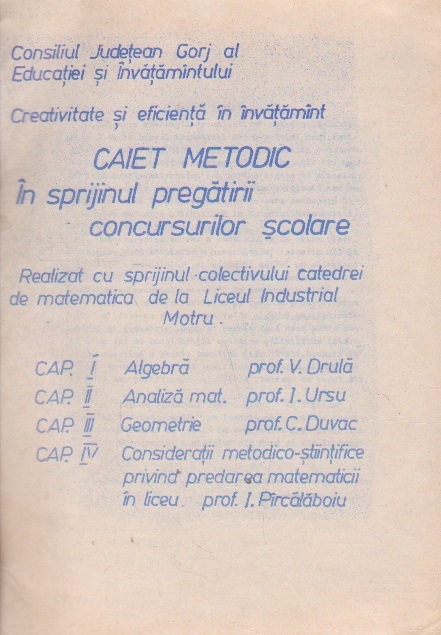 Consiliul Județean Gorj al
Educației și Învățămîntului
Creativitate și eficiență în învățămînt
CAIET METODIC
În sprijinul pregătirii
concursurilor școlare
Realizat cu sprijinul colectivului catedrei
de matematica de la Liceul Industrial
Motru.
CAP. I Algebră prof. V. Drulă
CAP. II Analiză mat. prof. I. Ursu
CAP. III Geometrie prof. C. Duvac
CAP. IV Considerații metodico-științifice
privind predarea matematicii
în liceu. prof. I. Pîrcălăboiu